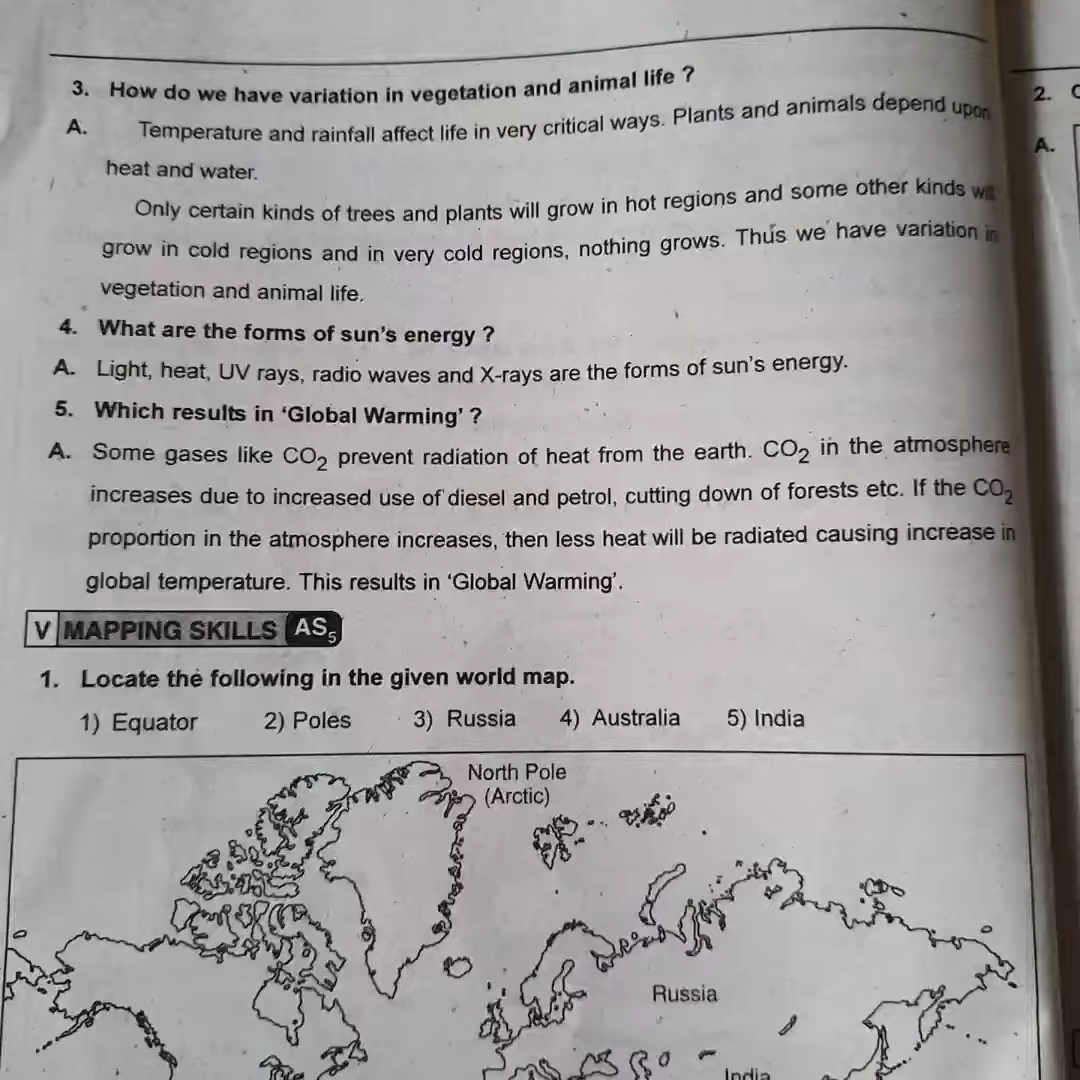 3. How do we have variation in vegetation and animal life ?
A. Temperature and rainfall affect life in very critical ways. Plants and animals depend upon
heat and water.
Only certain kinds of trees and plants will grow in hot regions and some other kinds will
grow in cold regions and in very cold regions, nothing grows. Thus we have variation in
vegetation and animal life.
4. What are the forms of sun's energy ?
A. Light, heat, UV rays, radio waves and X-rays are the forms of sun's energy.
5. Which results in 'Global Warming' ?
A. Some gases like CO₂ prevent radiation of heat from the earth. CO₂ in the atmosphere
increases due to increased use of diesel and petrol, cutting down of forests etc. If the CO₂
proportion in the atmosphere increases, then less heat will be radiated causing increase in
global temperature. This results in 'Global Warming'.
V MAPPING SKILLS AS₅
1. Locate the following in the given world map.
1) Equator 2) Poles 3) Russia 4) Australia 5) India
North Pole
(Arctic)
Russia
India
2.
A.